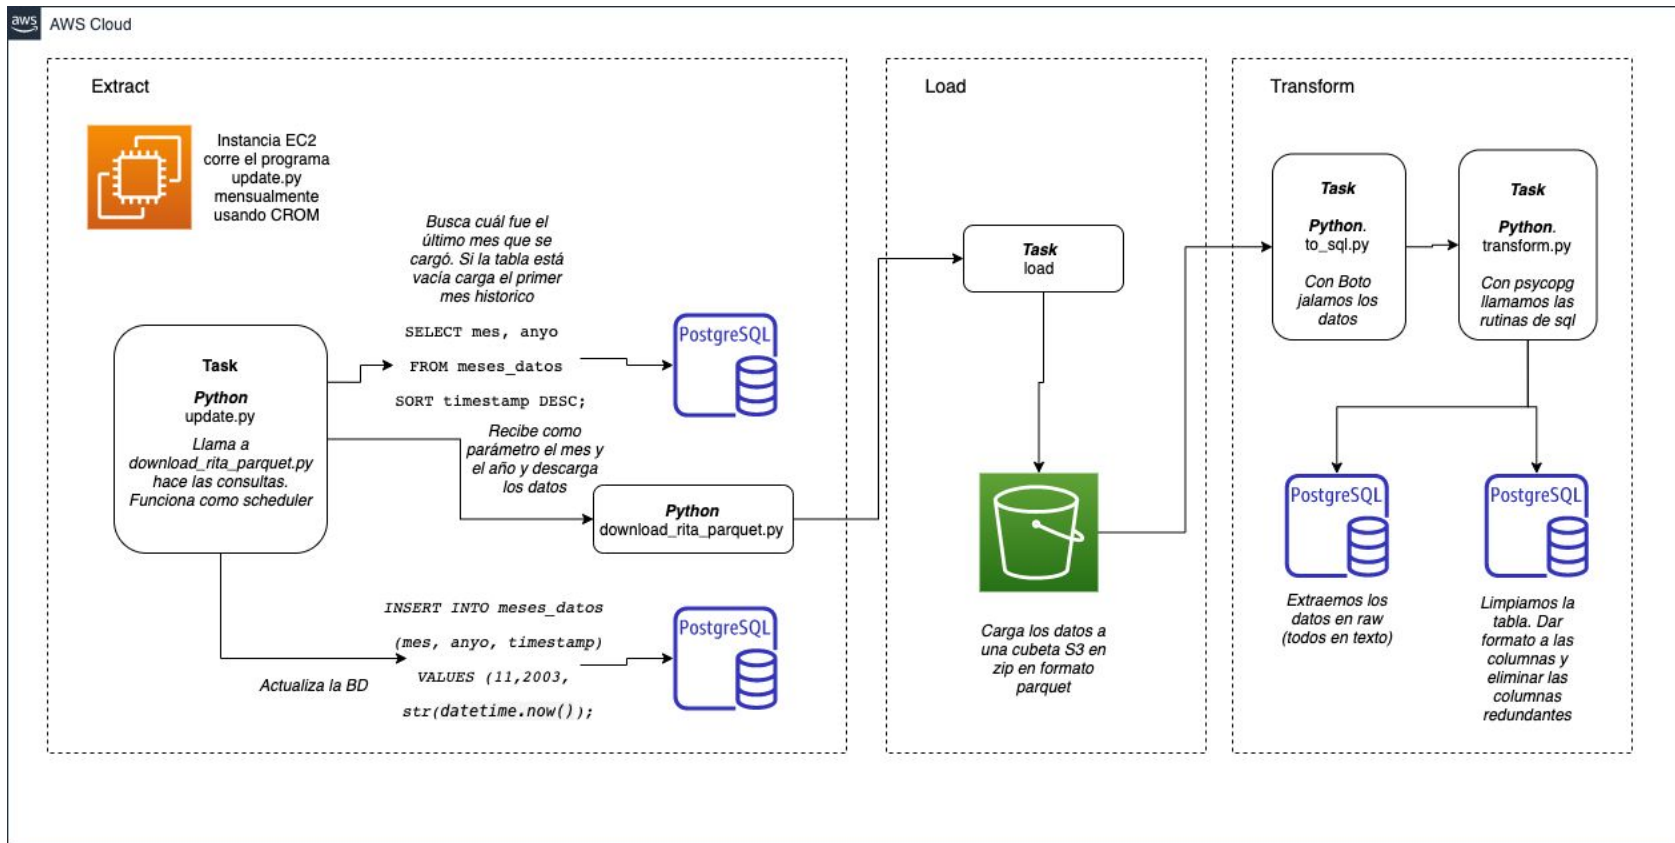 aws
AWS Cloud
Extract
Instancia EC2
corre el programa
update.py
mensualmente
usando CROM
Busca cuál fue el
último mes que se
cargó. Si la tabla está
vacía carga el primer
mes historico
SELECT mes, anyo
FROM meses_datos
SORT timestamp DESC;
PostgreSQL
Task
Python
update.py
Llama a
download_rita_parquet.py
hace las consultas.
Funciona como scheduler
Recibe como
parámetro el mes y
el año y descarga
los datos
Python
download_rita_parquet.py
Actualiza la BD
INSERT INTO meses_datos
(mes, anyo, timestamp)
VALUES (11,2003,
str(datetime.now());
PostgreSQL
Load
Task
load
Carga los datos a
una cubeta S3 en
zip en formato
parquet
Transform
Task
Python.
to_sql.py
Con Boto
jalamos los
datos
Task
Python.
transform.py
Con psycopg
llamamos las
rutinas de sql
PostgreSQL
Extraemos los
datos en raw
(todos en texto)
PostgreSQL
Limpiamos la
tabla. Dar
formato a las
columnas y
eliminar las
columnas
redundantes